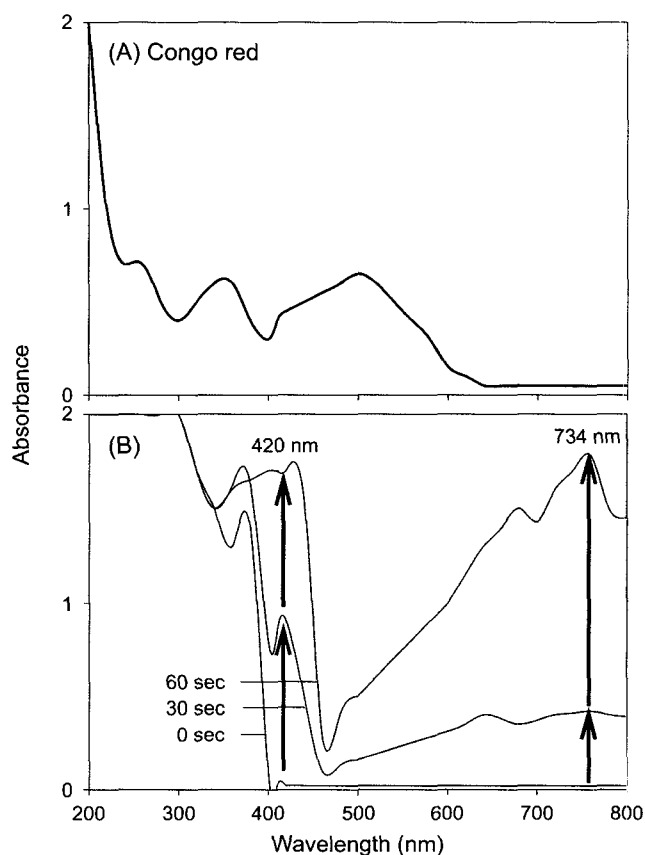 2
(A) Congo red
1
0
Absorbance
2
(B)
420 nm
734 nm
1
60 sec
30 sec
0 sec
0
200 300 400 500 600 700 800
Wavelength (nm)